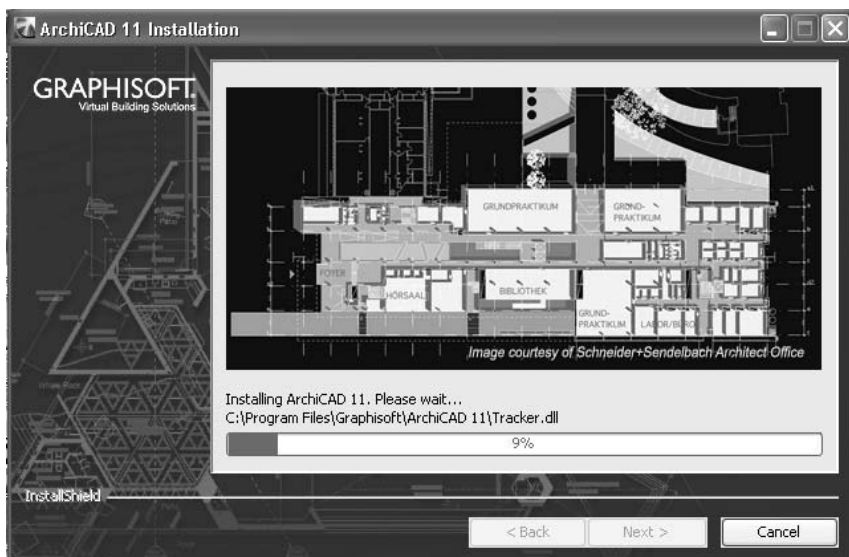 ArchiCAD 11 Installation
GRAPHISOFT.
Virtual Building Solutions
GRUNDPRAKTIKUM
GRUND-
PRAKTIKUM
FOYER
HÖRSAAL
BIBLIOTHEK
GRUND-
PRAKTIKUM
LABOR/BÜRO
Image courtesy of Schneider+Sendelbach Architect Office
Installing ArchiCAD 11. Please wait...
C:\Program Files\Graphisoft\ArchiCAD 11\Tracker.dll
9%
InstallShield
< Back
Next >
Cancel